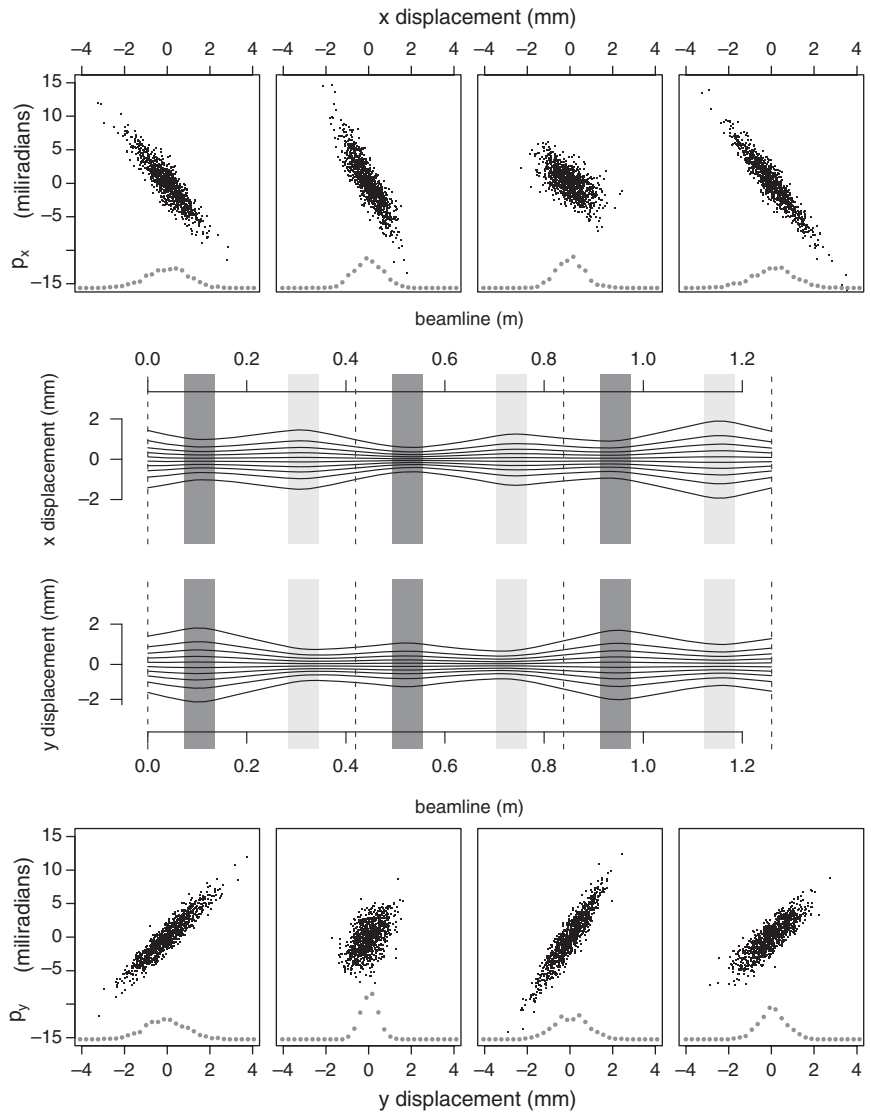 x displacement (mm)
−4 −2 0 2 4 −4 −2 0 2 4 −4 −2 0 2 4 −4 −2 0 2 4
15
10
5
0
−5
−15
px (miliradians)
beamline (m)
0.0 0.2 0.4 0.6 0.8 1.0 1.2
x displacement (mm)
2
0
−2
y displacement (mm)
2
0
−2
0.0 0.2 0.4 0.6 0.8 1.0 1.2
beamline (m)
15
10
5
0
−5
−15
py (miliradians)
−4 −2 0 2 4 −4 −2 0 2 4 −4 −2 0 2 4 −4 −2 0 2 4
y displacement (mm)